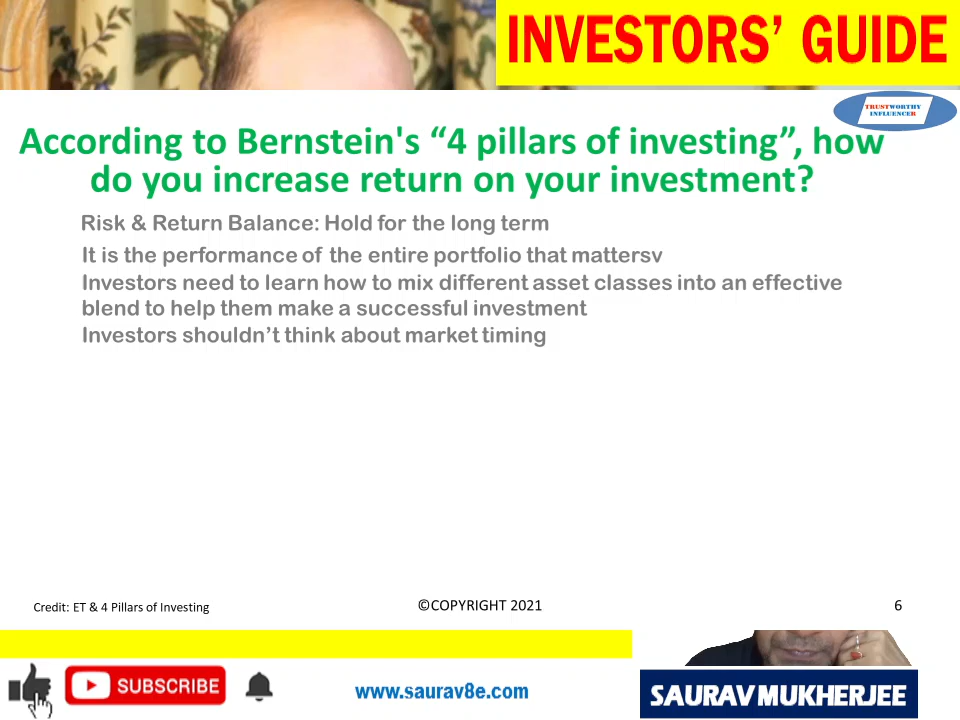 INVESTORS’ GUIDE
TRUSTWORTHY
INFLUENCER
According to Bernstein's “4 pillars of investing”, how
do you increase return on your investment?
Risk & Return Balance: Hold for the long term
It is the performance of the entire portfolio that mattersv
Investors need to learn how to mix different asset classes into an effective
blend to help them make a successful investment
Investors shouldn’t think about market timing
Credit: ET & 4 Pillars of Investing
©COPYRIGHT 2021
6
SUBSCRIBE
www.saurav8e.com
SAURAV MUKHERJEE